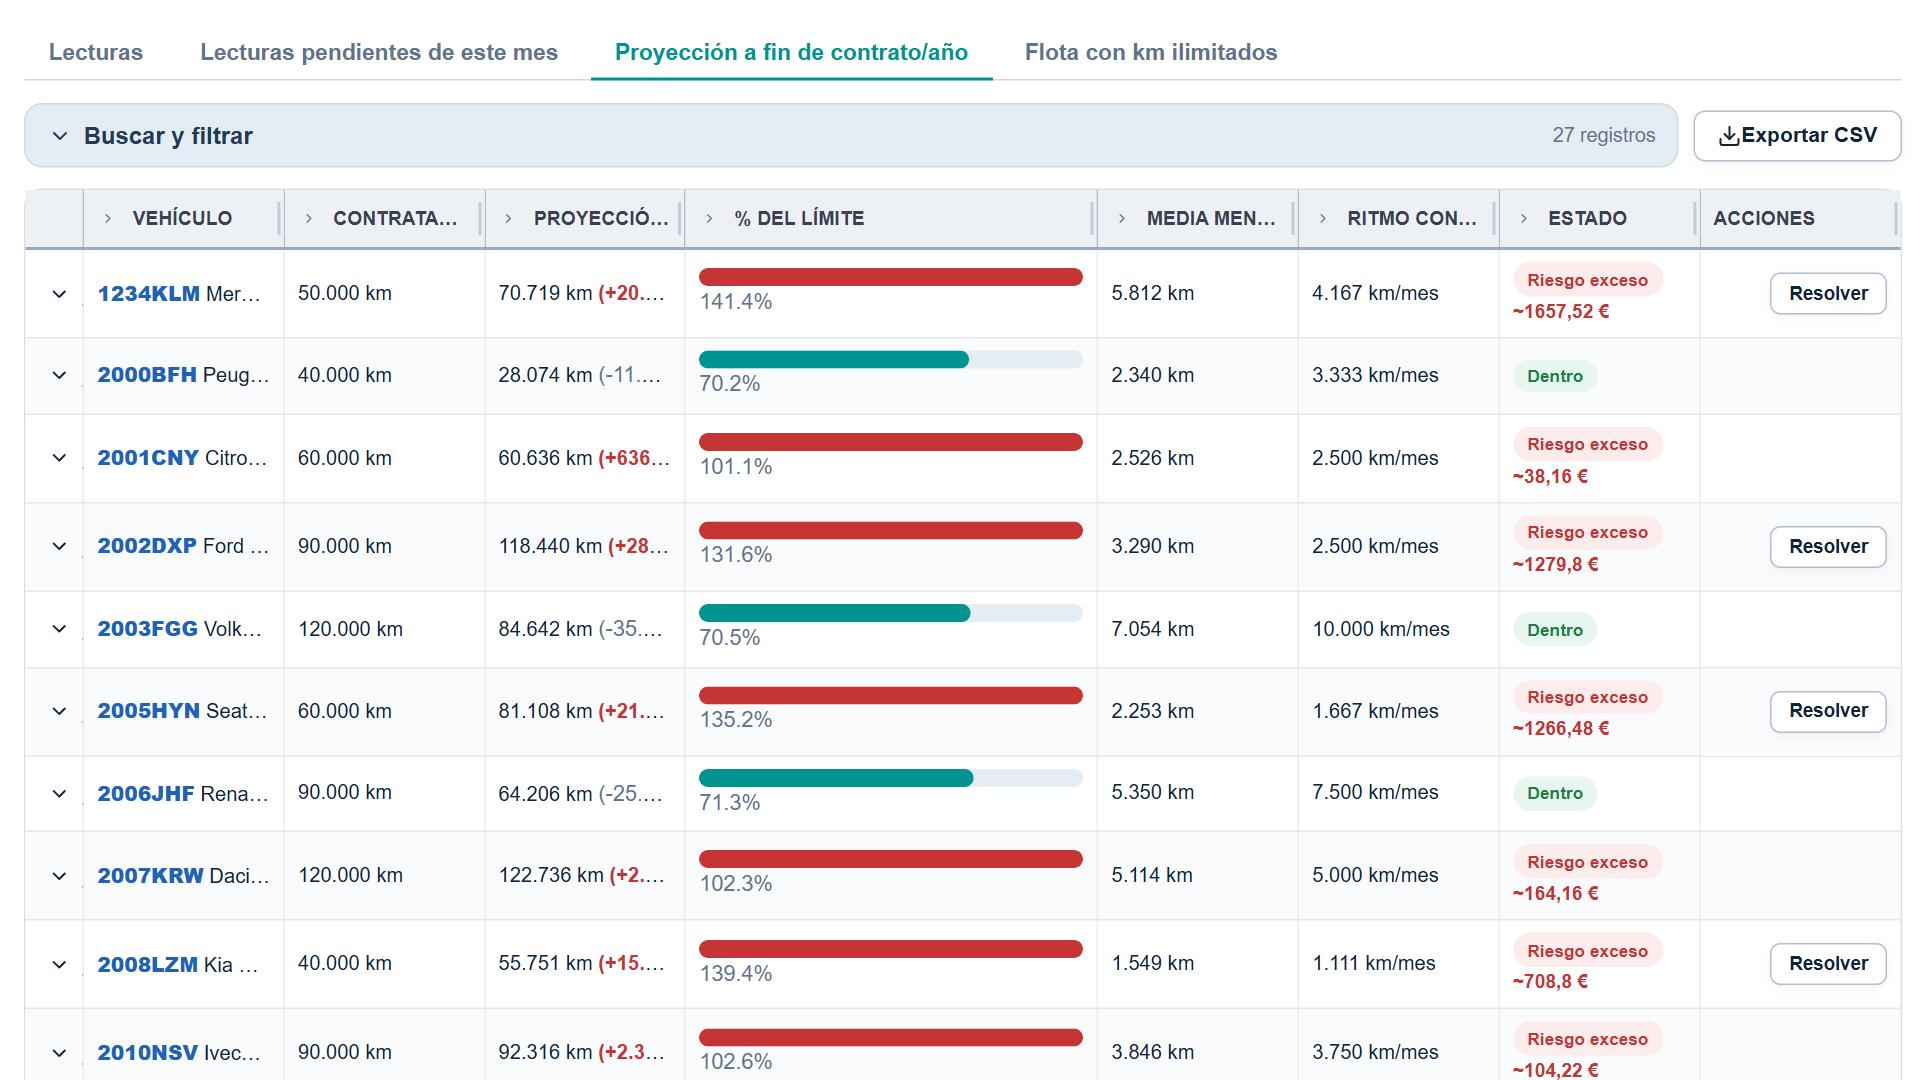 Lecturas Lecturas pendientes de este mes Proyección a fin de contrato/año Flota con km ilimitados
Buscar y filtrar 27 registros Exportar CSV
VEHÍCULO CONTRATA... PROYECCIÓ... % DEL LÍMITE MEDIA MEN... RITMO CON... ESTADO ACCIONES
1234KLM Mer... 50.000 km 70.719 km (+20.... 141.4% 5.812 km 4.167 km/mes Riesgo exceso ~1657,52 € Resolver
2000BFH Peug... 40.000 km 28.074 km (-11.... 70.2% 2.340 km 3.333 km/mes Dentro
2001CNY Citro... 60.000 km 60.636 km (+636... 101.1% 2.526 km 2.500 km/mes Riesgo exceso ~38,16 €
2002DXP Ford ... 90.000 km 118.440 km (+28... 131.6% 3.290 km 2.500 km/mes Riesgo exceso ~1279,8 € Resolver
2003FGG Volk... 120.000 km 84.642 km (-35.... 70.5% 7.054 km 10.000 km/mes Dentro
2005HYN Seat... 60.000 km 81.108 km (+21.... 135.2% 2.253 km 1.667 km/mes Riesgo exceso ~1266,48 € Resolver
2006JHF Rena... 90.000 km 64.206 km (-25.... 71.3% 5.350 km 7.500 km/mes Dentro
2007KRW Daci... 120.000 km 122.736 km (+2.... 102.3% 5.114 km 5.000 km/mes Riesgo exceso ~164,16 €
2008LZM Kia ... 40.000 km 55.751 km (+15.... 139.4% 1.549 km 1.111 km/mes Riesgo exceso ~708,8 € Resolver
2010NSV Ivec... 90.000 km 92.316 km (+2.3... 102.6% 3.846 km 3.750 km/mes Riesgo exceso ~104,22 €